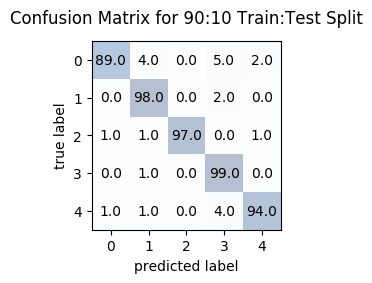 Confusion Matrix for 90:10 Train:Test Split
true label
0 89.0 4.0 0.0 5.0 2.0
1 0.0 98.0 0.0 2.0 0.0
2 1.0 1.0 97.0 0.0 1.0
3 0.0 1.0 0.0 99.0 0.0
4 1.0 1.0 0.0 4.0 94.0
0 1 2 3 4
predicted label